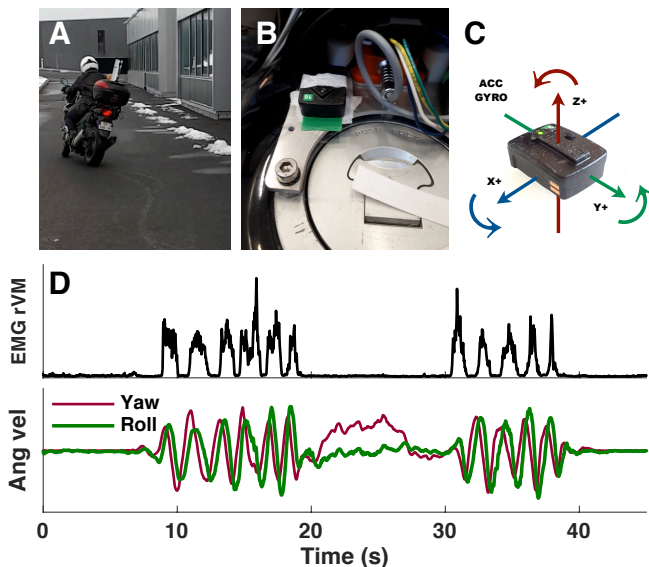 A
B
C
ACC
GYRO
Z+
X+
Y+
D
EMG rVM
Ang vel
Yaw
Roll
0
10
20
30
40
Time (s)